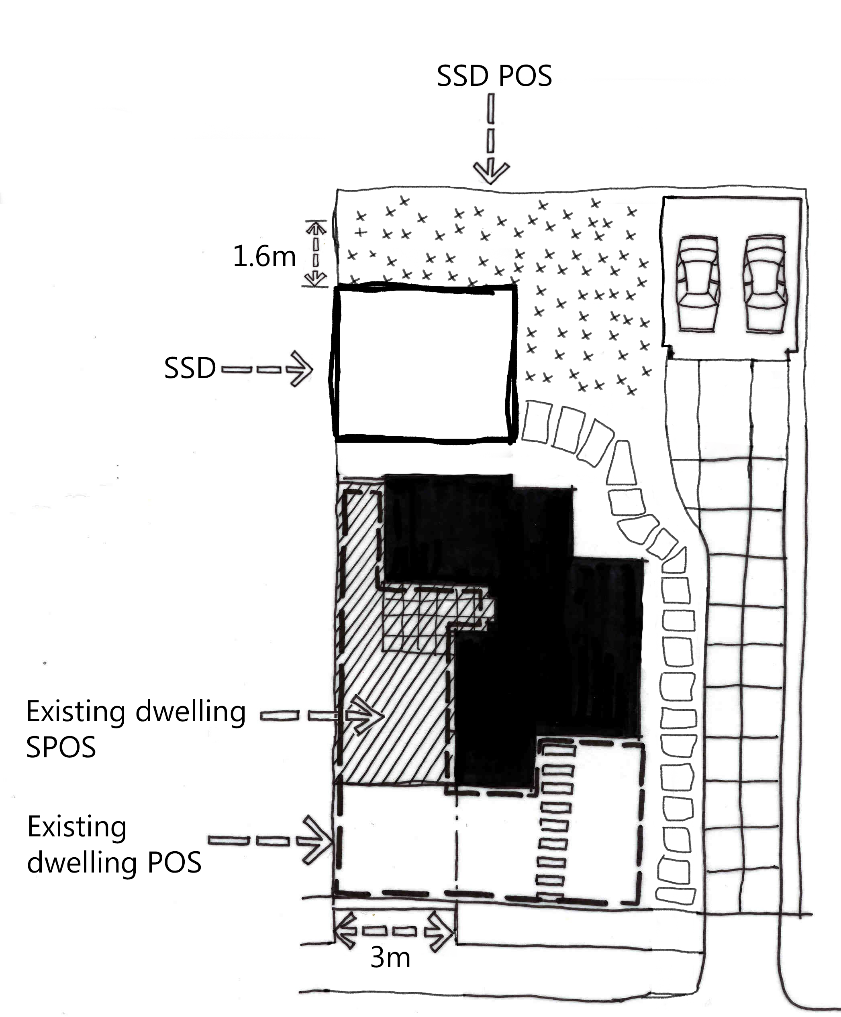 SSD POS
1.6m
SSD
Existing dwelling
SPOS
Existing
dwelling POS
3m